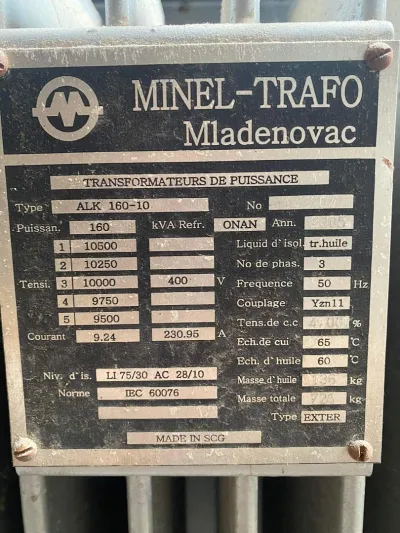 MINEL-TRAFO
Mladenovac
TRANSFORMATEURS DE PUISSANCE
Type ALK 160-10 No
Puissan. 160 kVA Refr. ONAN Ann.
1 10500 Liquid d'isol. tr.huile
2 10250 No de phas. 3
Tensi. 3 10000 400 V Frequence 50 Hz
4 9750 Couplage Yzn11
5 9500 Tens.de c.c %
Courant 9.24 230.95 A Ech.de cui 65 °C
Ech. d'huile 60 °C
Niv. d'is. LI 75/30 AC 28/10 Masse.d'huile kg
Norme IEC 60076 Masse totale kg
Type EXTER
MADE IN SCG